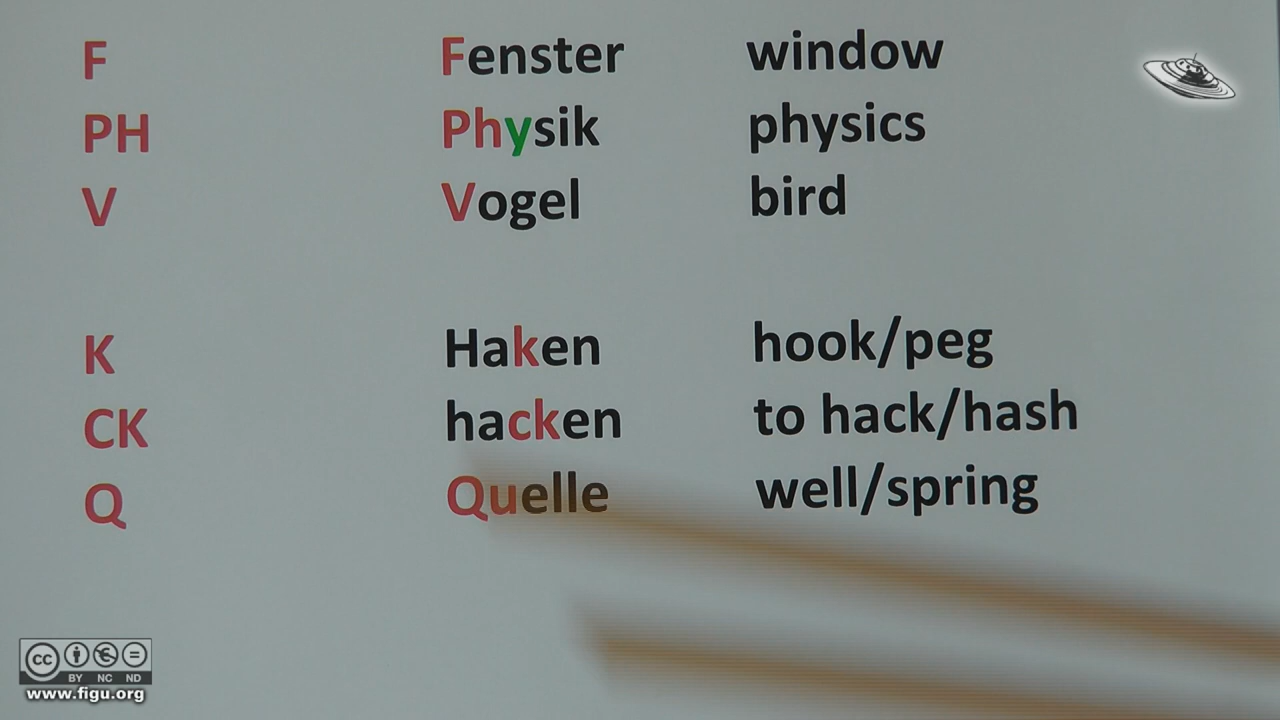 F Fenster window
PH Physik physics
V Vogel bird
K Haken hook/peg
CK hacken to hack/hash
Q Quelle well/spring
cc BY NC ND
www.figu.org